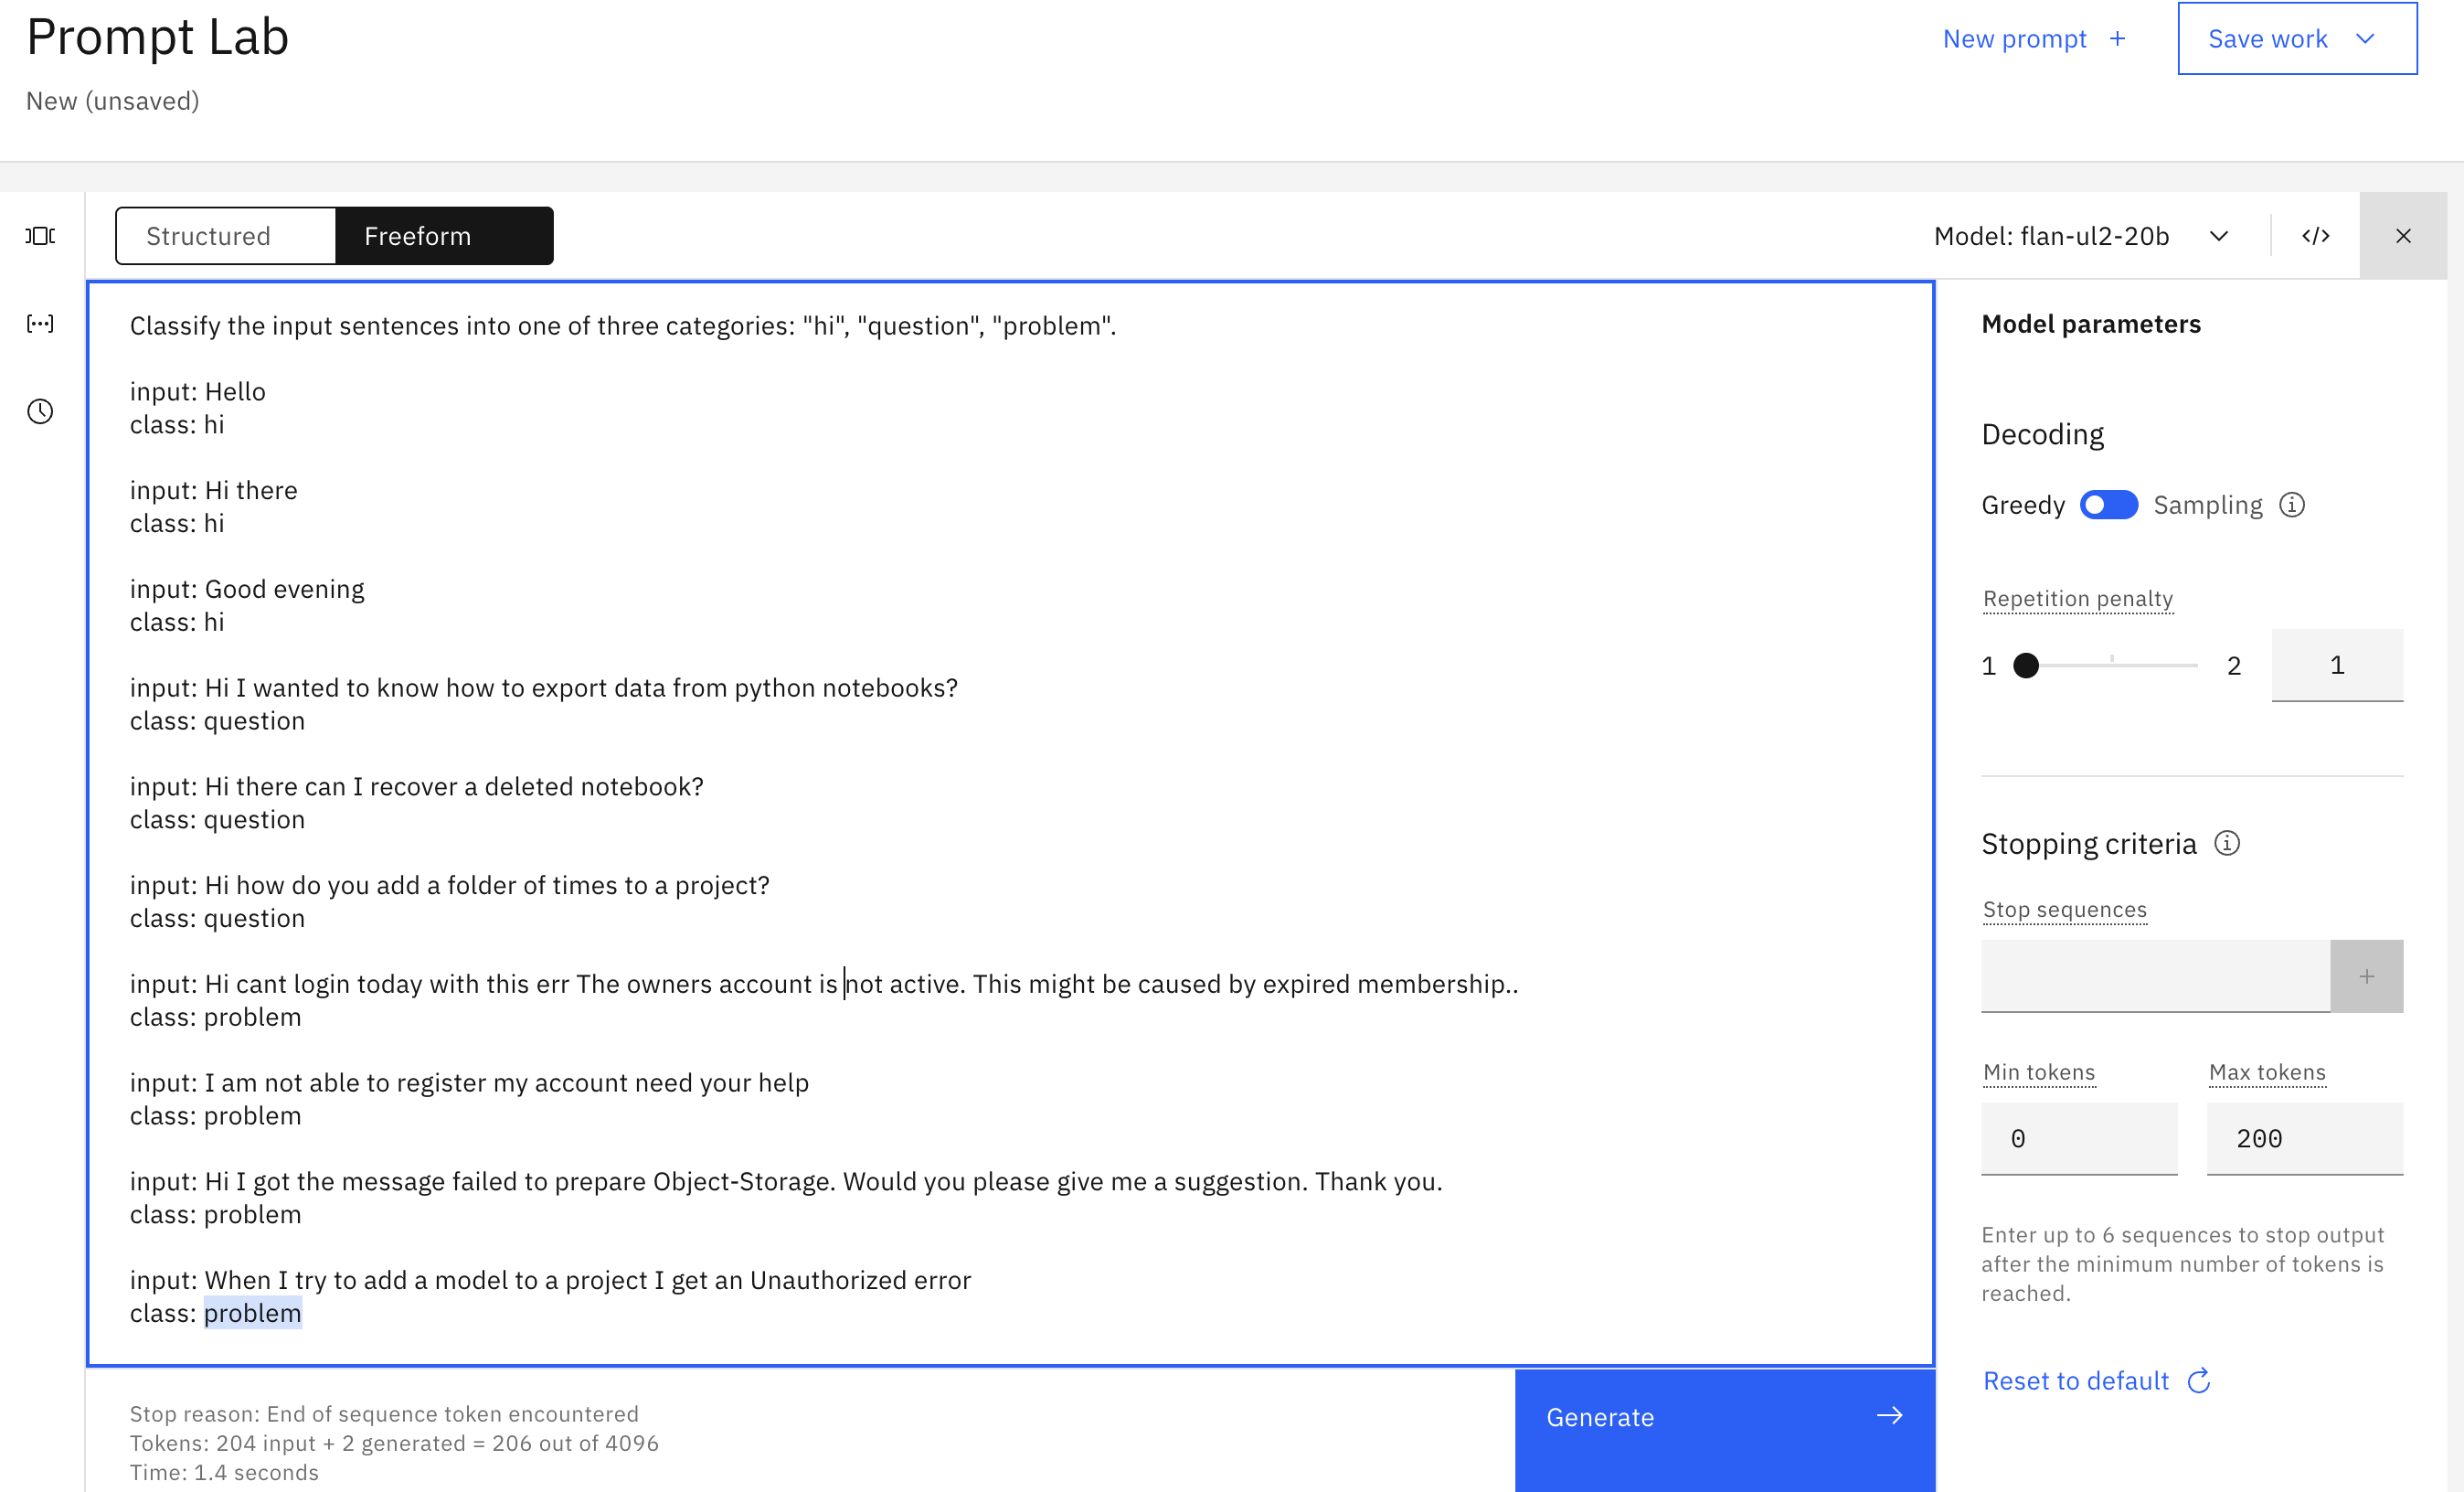 Prompt Lab
New prompt +
Save work
New (unsaved)
Structured
Freeform
Model: flan-ul2-20b
</>
Classify the input sentences into one of three categories: "hi", "question", "problem".
input: Hello
class: hi
input: Hi there
class: hi
input: Good evening
class: hi
input: Hi I wanted to know how to export data from python notebooks?
class: question
input: Hi there can I recover a deleted notebook?
class: question
input: Hi how do you add a folder of times to a project?
class: question
input: Hi cant login today with this err The owners account is not active. This might be caused by expired membership..
class: problem
input: I am not able to register my account need your help
class: problem
input: Hi I got the message failed to prepare Object-Storage. Would you please give me a suggestion. Thank you.
class: problem
input: When I try to add a model to a project I get an Unauthorized error
class: problem
Stop reason: End of sequence token encountered
Tokens: 204 input + 2 generated = 206 out of 4096
Time: 1.4 seconds
Generate
Model parameters
Decoding
Greedy Sampling
Repetition penalty
1 2 1
Stopping criteria
Stop sequences
+
Min tokens Max tokens
0 200
Enter up to 6 sequences to stop output
after the minimum number of tokens is
reached.
Reset to default